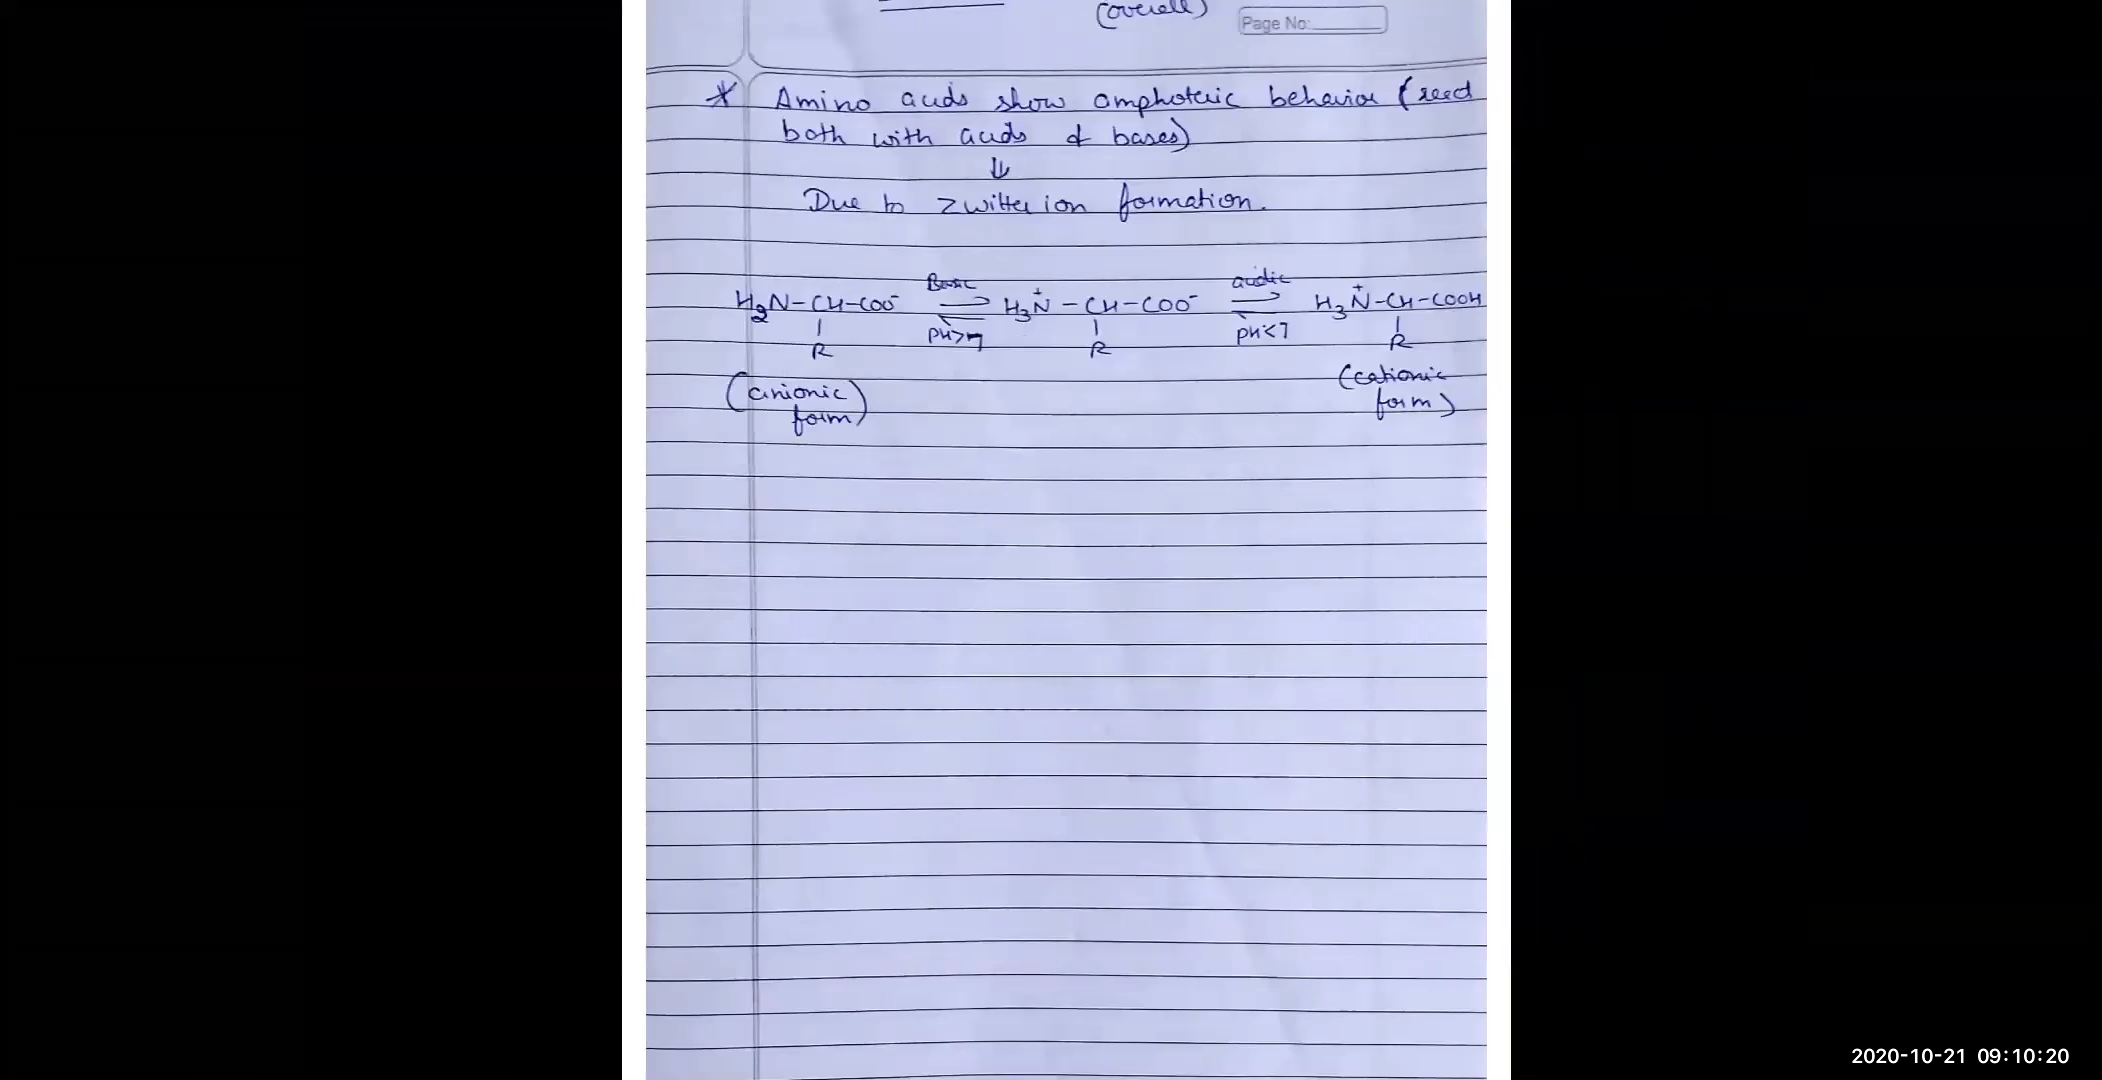 (overall)
Page No:
* Amino acids show amphoteric behavior (react
both with acids & bases)
↓
Due to zwitter ion formation.
Basic acidic
H₂N-CH-COO⁻ ⇌ H₃N⁺-CH-COO⁻ ⇌ H₃N⁺-CH-COOH
pH>7 pH<7
R R R
(anionic form) (cationic form)
2020-10-21 09:10:20